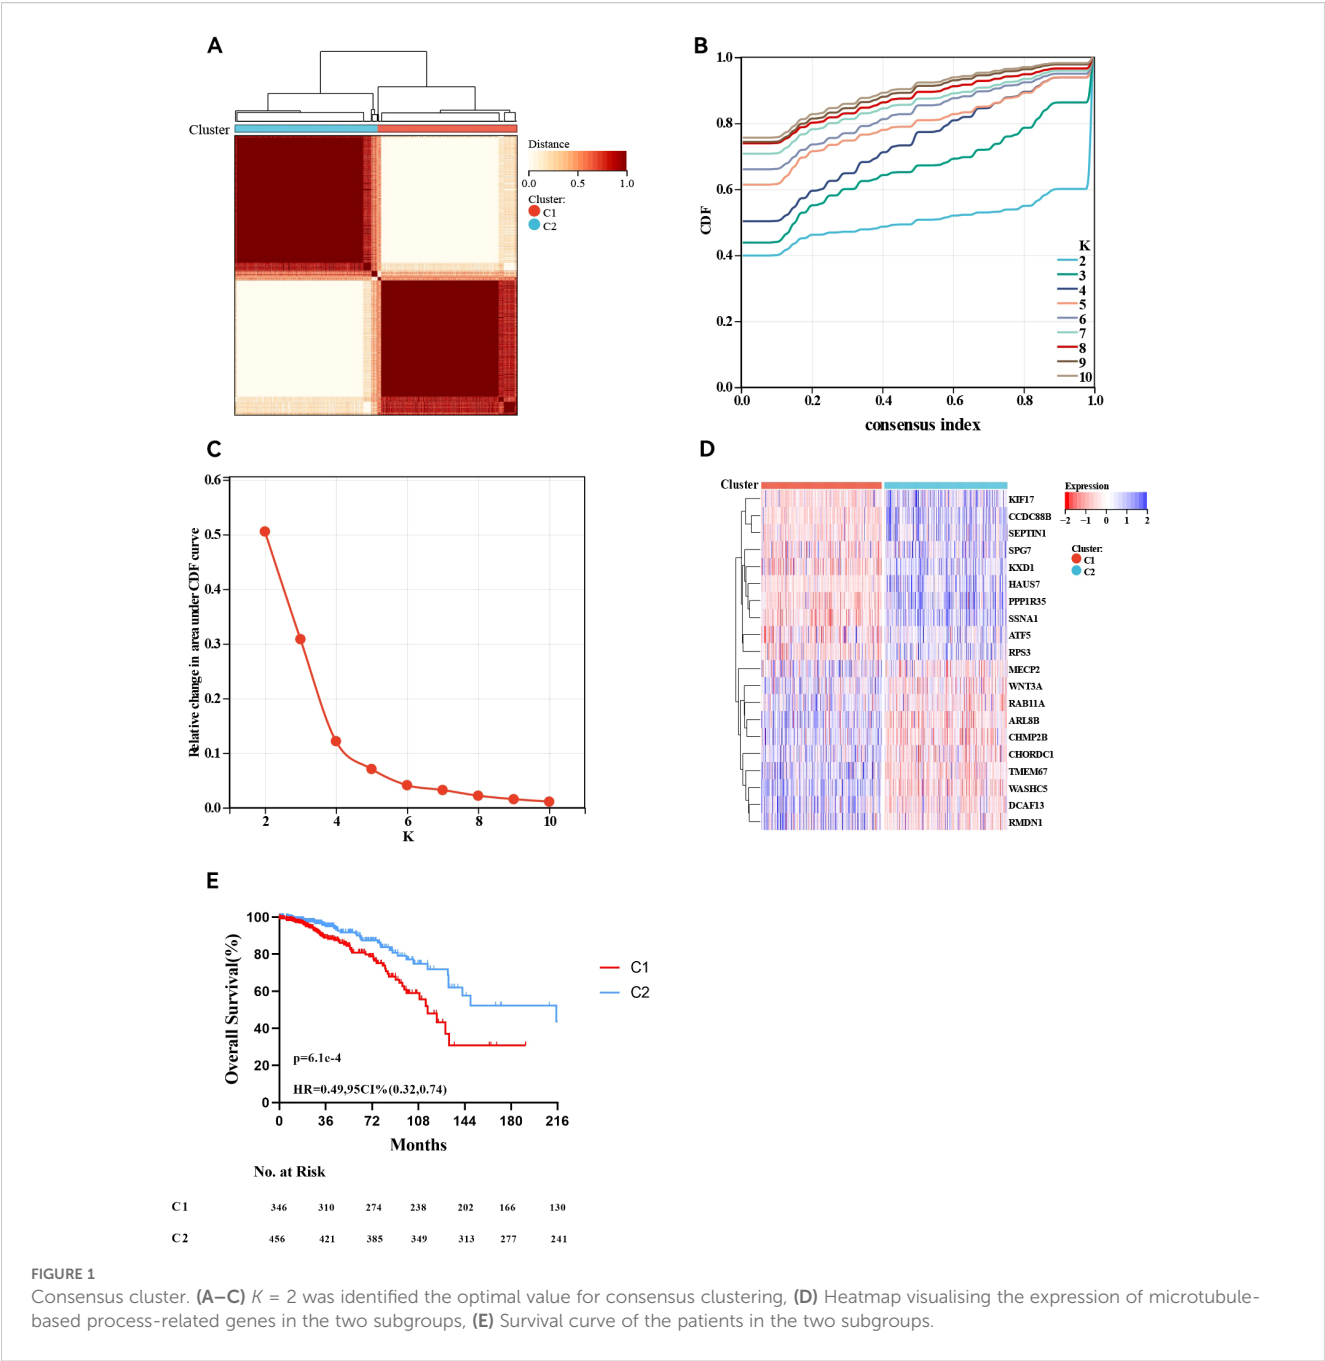 A
Cluster
Distance
0.0 0.5 1.0
Cluster:
C1
C2
B
CDF
1.0
0.8
0.6
0.4
0.2
0.0
0.0 0.2 0.4 0.6 0.8 1.0
consensus index
K
2
3
4
5
6
7
8
9
10
C
Relative change in area under CDF curve
0.6
0.5
0.4
0.3
0.2
0.1
0.0
2 4 6 8 10
K
D
Cluster
KIF17
CCDC88B
SEPTIN1
SPG7
KXD1
HAUS7
PPP1R35
SSNA1
ATF5
RPS3
MECP2
WNT3A
RAB11A
ARL8B
CHMP2B
CHORDC1
TMEM67
WASHC5
DCAF13
RMDN1
Expression
−2 −1 0 1 2
Cluster:
C1
C2
E
Overall Survival(%)
100
80
60
40
20
0
p=6.1e-4
HR=0.49,95CI%(0.32,0.74)
0 36 72 108 144 180 216
Months
C1
C2
No. at Risk
C1 346 310 274 238 202 166 130
C2 456 421 385 349 313 277 241
FIGURE 1
Consensus cluster. (A–C) K = 2 was identified the optimal value for consensus clustering, (D) Heatmap visualising the expression of microtubule-
based process-related genes in the two subgroups, (E) Survival curve of the patients in the two subgroups.